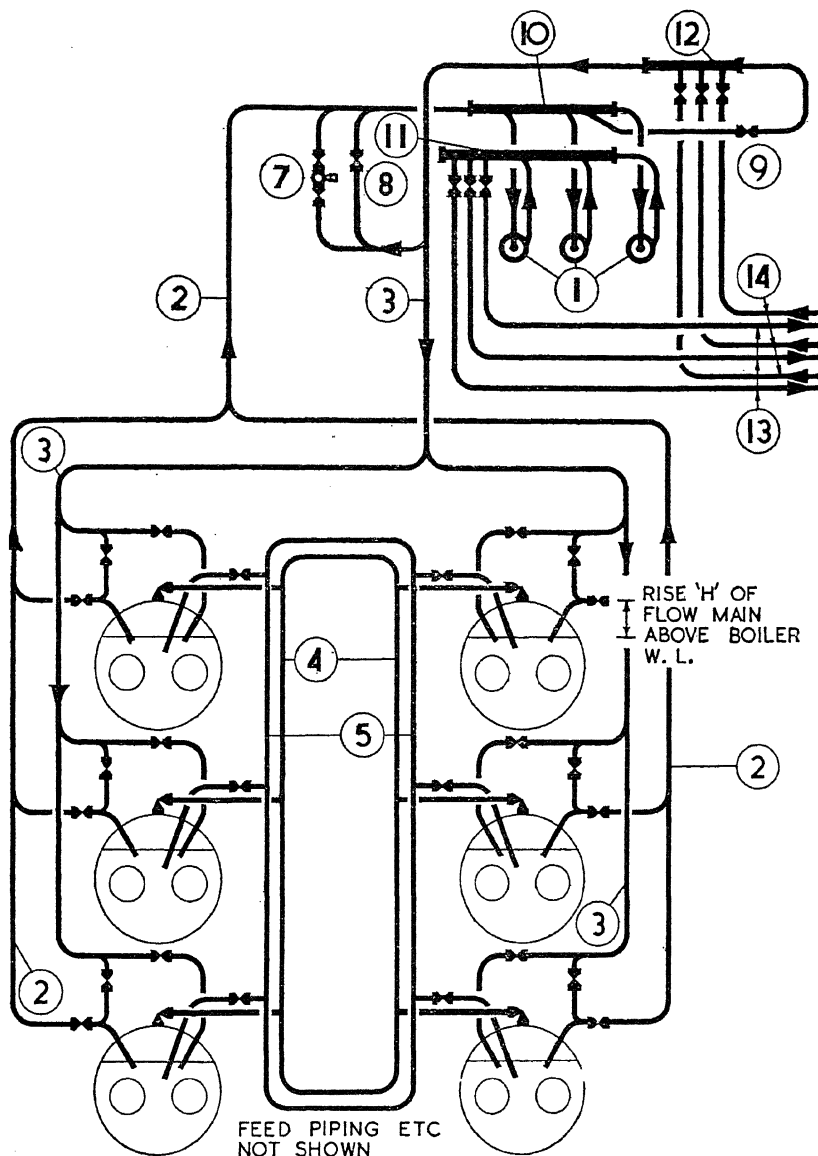 10
12
11
7
8
9
2
3
1
14
13
3
RISE 'H' OF
FLOW MAIN
ABOVE BOILER
W. L.
4
5
2
3
2
FEED PIPING ETC
NOT SHOWN